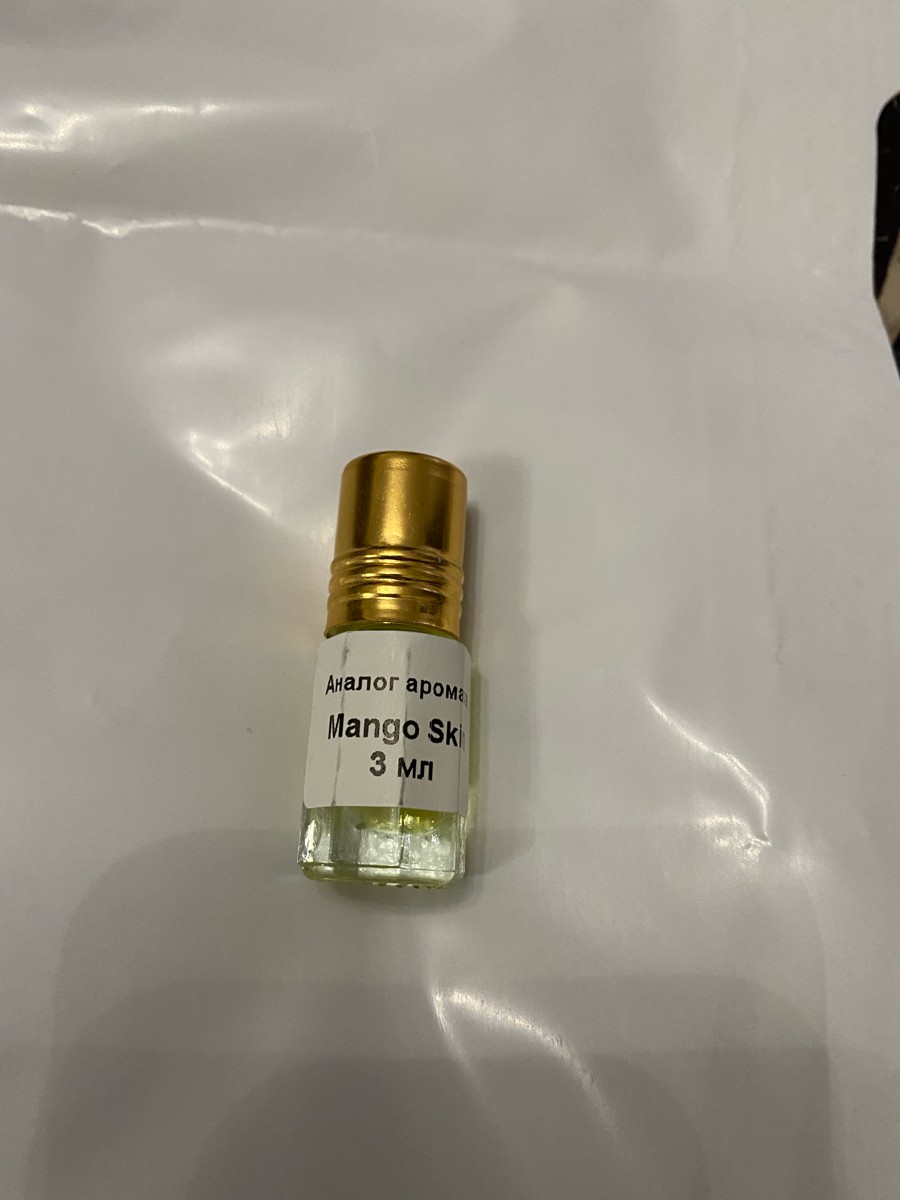 Аналог арома
Mango Ski
3 мл